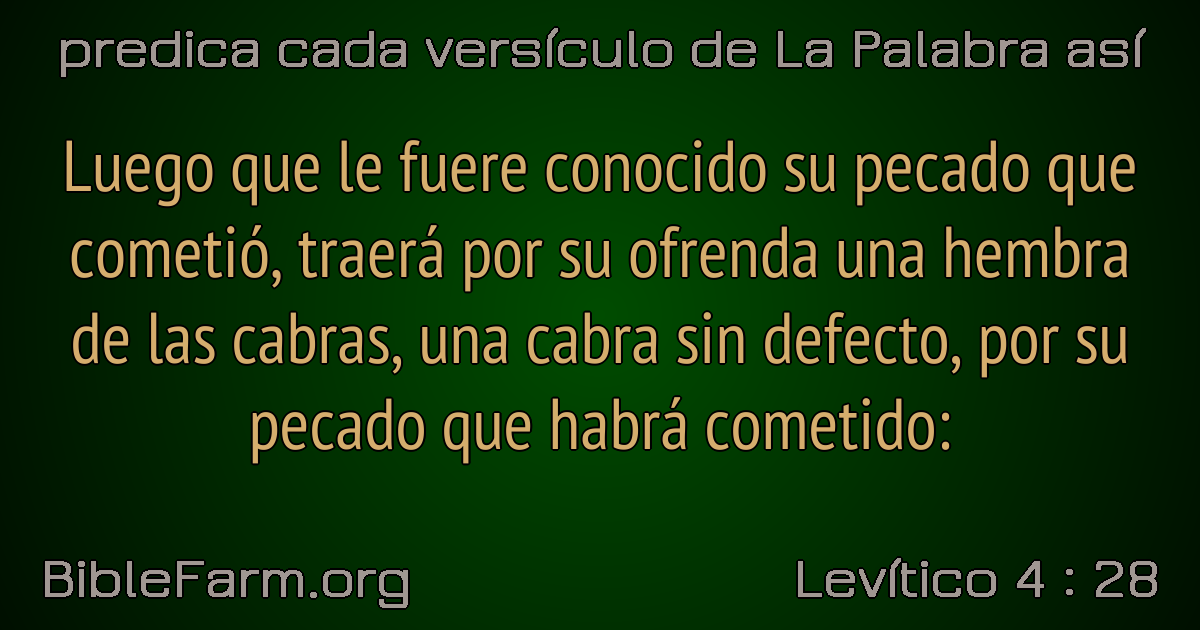 predica cada versículo de La Palabra así
Luego que le fuere conocido su pecado que
cometió, traerá por su ofrenda una hembra
de las cabras, una cabra sin defecto, por su
pecado que habrá cometido:
BibleFarm.org
Levítico 4 : 28